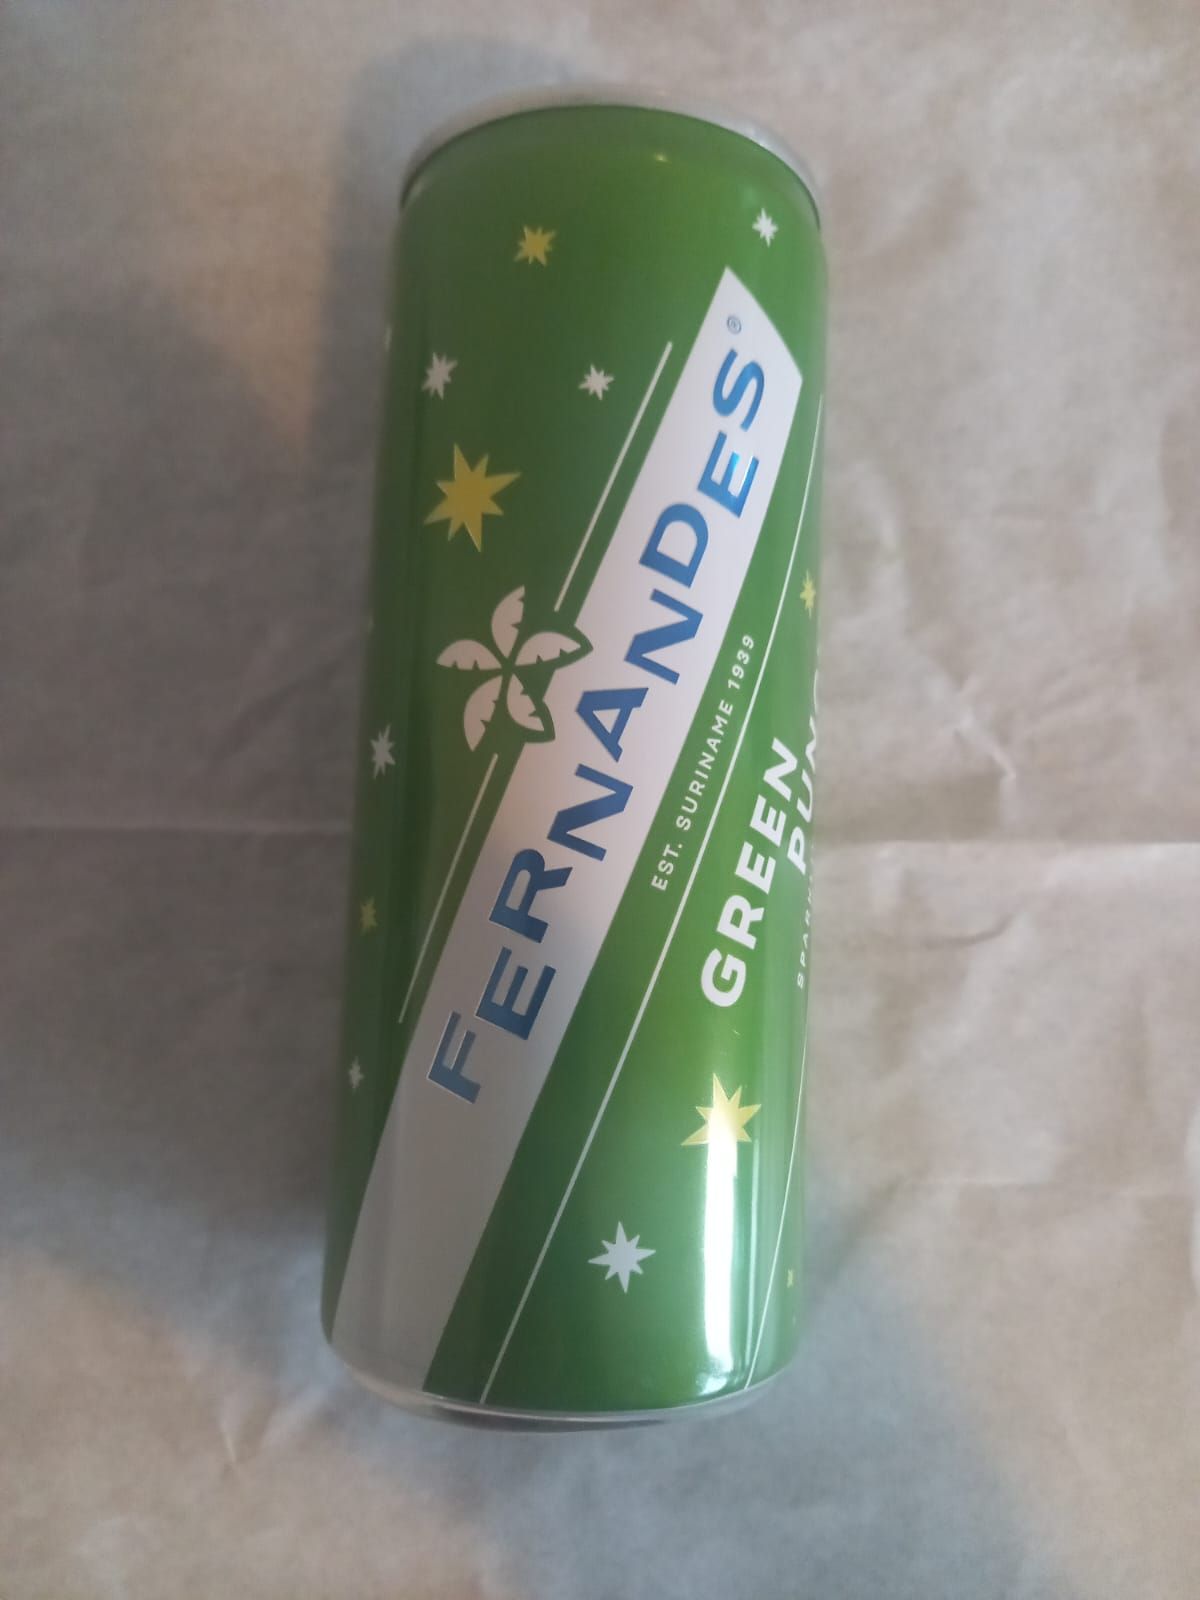 FERNANDES®
EST. SURINAME 1939
GREEN